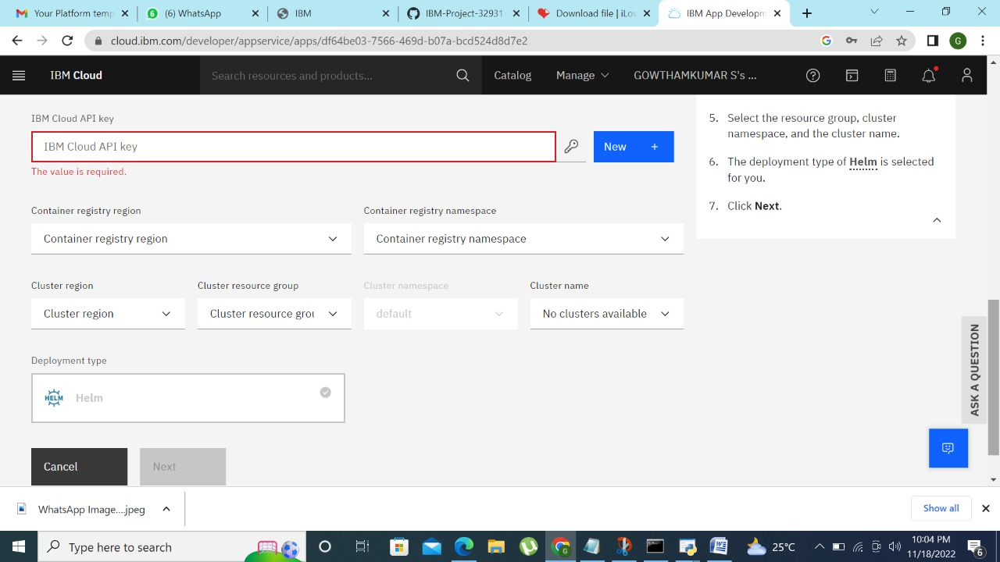 Your Platform temp
(6) WhatsApp
6
IBM
IBM-Project-32931-
Download file | iLov
IBM App Developm
cloud.ibm.com/developer/appservice/apps/df64be03-7566-469d-b07a-bcd524d8d7e2
G
IBM Cloud
Search resources and products...
Catalog
Manage
GOWTHAMKUMAR S's ...
IBM Cloud API key
IBM Cloud API key
New +
The value is required.
Container registry region
Container registry namespace
Container registry region
Container registry namespace
Cluster region
Cluster resource group
Cluster namespace
Cluster name
Cluster region
Cluster resource grou
default
No clusters available
Deployment type
HELM
Helm
Cancel
Next
5. Select the resource group, cluster
namespace, and the cluster name.
6. The deployment type of Helm is selected
for you.
7. Click Next.
ASK A QUESTION
WhatsApp Image....jpeg
Show all
Type here to search
25°C
10:04 PM
11/18/2022
6